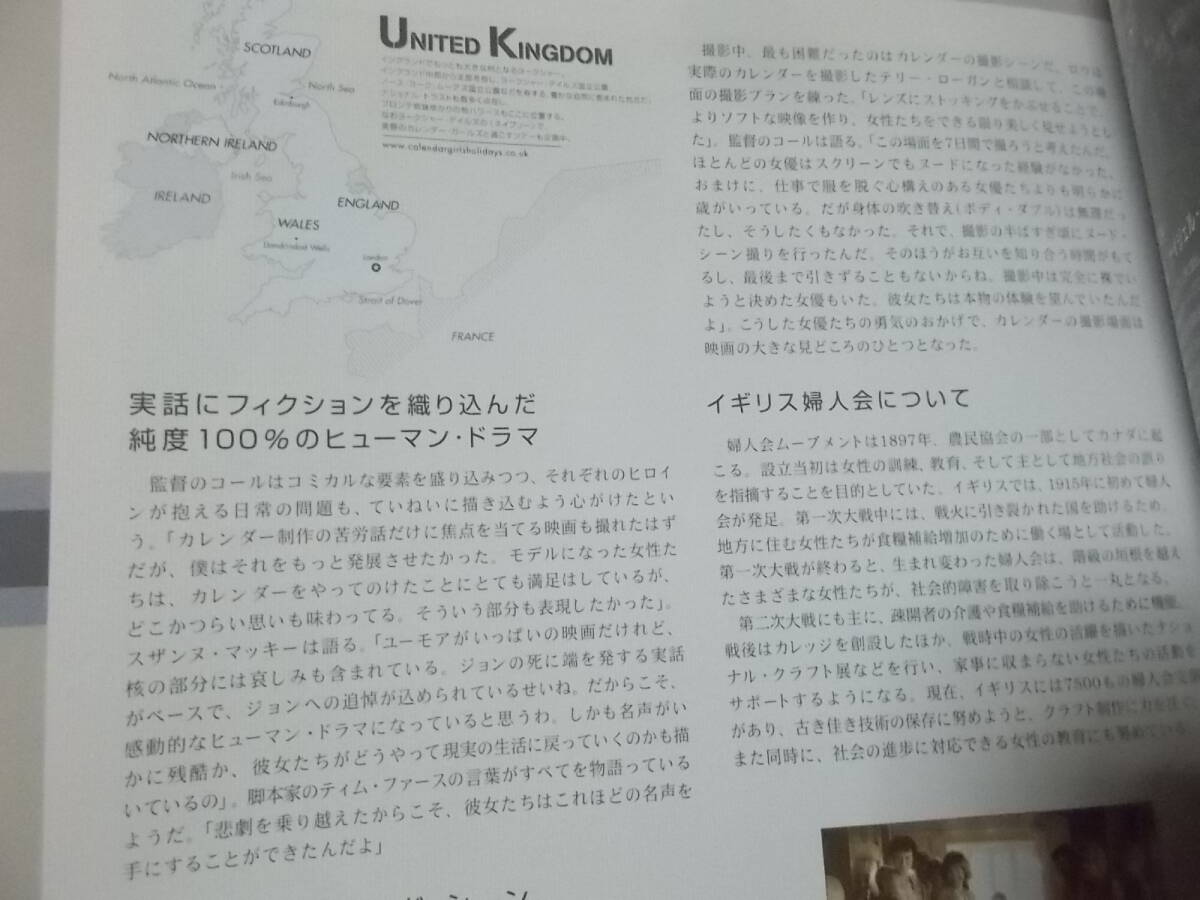 UNITED KINGDOM
イングランドでもっとも大きな州となるヨークシャー。
www.calendargirlsholidays.co.uk
SCOTLAND
North Atlantic Ocean
North Sea
Edinburgh
NORTHERN IRELAND
Irish Sea
IRELAND
ENGLAND
WALES
Llandrindod Wells
London
Strait of Dover
FRANCE
実話にフィクションを織り込んだ
純度100%のヒューマン・ドラマ
監督のコールはコミカルな要素を盛り込みつつ、それぞれのヒロイ
ンが抱える日常の問題も、ていねいに描き込むよう心がけたとい
う。「カレンダー制作の苦労話だけに焦点を当てる映画も撮れたはず
だが、僕はそれをもっと発展させたかった。モデルになった女性た
ちは、カレンダーをやってのけたことにとても満足はしているが、
どこかつらい思いも味わってる。そういう部分も表現したかった」。
スザンヌ・マッキーは語る。「ユーモアがいっぱいの映画だけれど、
核の部分には哀しみも含まれている。ジョンの死に端を発する実話
がベースで、ジョンへの追悼が込められているせいね。だからこそ、
感動的なヒューマン・ドラマになっていると思うわ。しかも名声がい
かに残酷か、彼女たちがどうやって現実の生活に戻っていくのかも描
いているの」。脚本家のティム・ファースの言葉がすべてを物語っている
ようだ。「悲劇を乗り越えたからこそ、彼女たちはこれほどの名声を
手にすることができたんだよ」
撮影中、最も困難だったのはカレンダーの撮影シーンだ。
実際のカレンダーを撮影したテリー・ローガンと相談して、この場
面の撮影プランを練った。「レンズにストッキングをかぶせることで、
よりソフトな映像を作り、女性たちをできる限り美しく見せようとし
た」。監督のコールは語る。「この場面を7日間で撮ろうと考えたんだ。
ほとんどの女優はスクリーンでもヌードになった経験がなかった。
おまけに、仕事で服を脱ぐ心構えのある女優たちよりも明らかに
歳がいっている。だが身体の吹き替え(ボディ・ダブル)は無理だっ
たし、そうしたくもなかった。それで、撮影の半ばすぎ頃にヌード・
シーン撮りを行ったんだ。そのほうがお互いを知り合う時間がもて
るし、最後まで引きずることもないからね。撮影中は完全に裸でい
ようと決めた女優もいた。彼女たちは本物の体験を望んでいたんだ
よ」。こうした女優たちの勇気のおかげで、カレンダーの撮影場面は
映画の大きな見どころのひとつとなった。
イギリス婦人会について
婦人会ムーブメントは1897年、農民協会の一部としてカナダに起
こる。設立当初は女性の訓練、教育、そして主として地方社会の誤り
を指摘することを目的としていた。イギリスでは、1915年に初めて婦人
会が発足。第一次大戦中には、戦火に引き裂かれた国を助けるため、
地方に住む女性たちが食糧補給増加のために働く場として活動した。
第一次大戦が終わると、生まれ変わった婦人会は、階級の垣根を越え
たさまざまな女性たちが、社会的障害を取り除こうと一丸となる。
第二次大戦にも主に、疎開者の介護や食糧補給を助けるために機能。
戦後はカレッジを創設したほか、戦時中の女性の活躍を描いたナショ
ナル・クラフト展などを行い、家事に収まらない女性たちの活動を
サポートするようになる。現在、イギリスには7500もの婦人会支部
があり、古き佳き技術の保存に努めようと、クラフト制作に力を注ぐ。
また同時に、社会の進歩に対応できる女性の教育にも努めている。